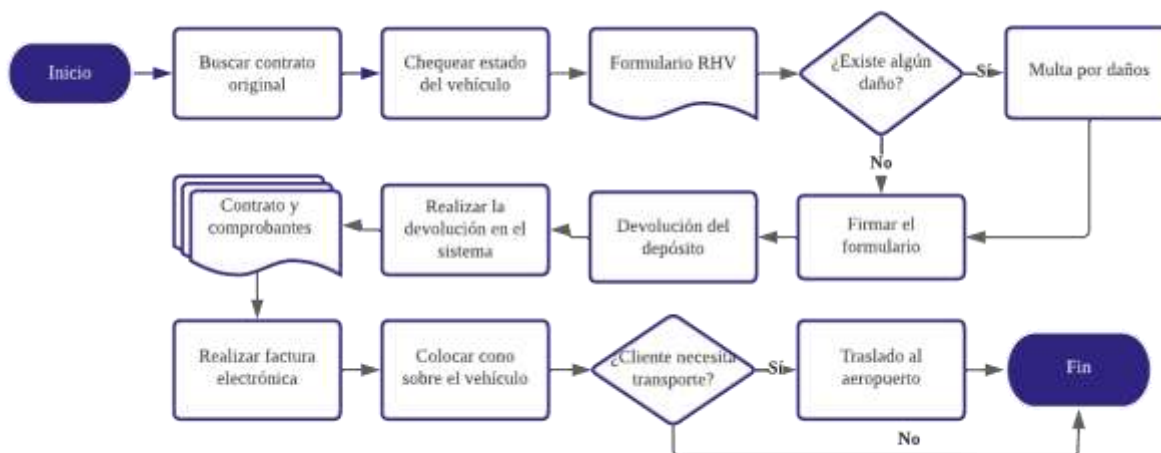 Inicio
Buscar contrato
original
Chequear estado
del vehículo
Formulario RHV
¿Existe algún
daño?
Sí
Multa por daños
No
Contrato y
comprobantes
Realizar la
devolución en el
sistema
Devolución del
depósito
Firmar el
formulario
Realizar factura
electrónica
Colocar cono
sobre el vehículo
¿Cliente necesita
transporte?
Sí
Traslado al
aeropuerto
Fin
No